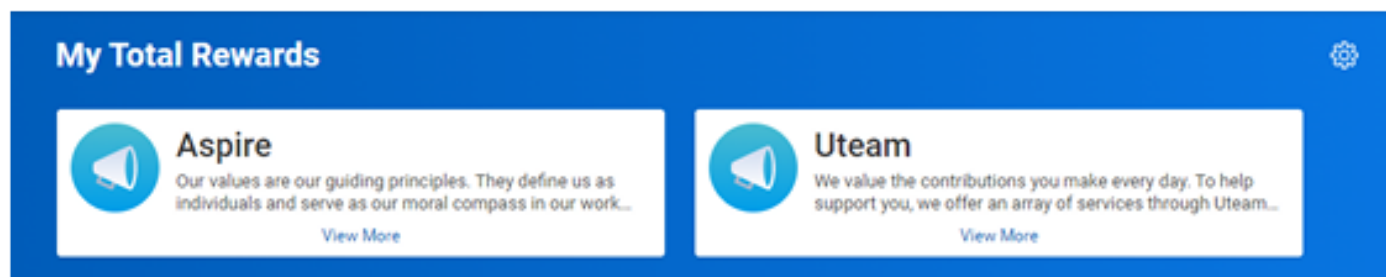 My Total Rewards
Aspire
Our values are our guiding principles. They define us as
individuals and serve as our moral compass in our work...
View More
Uteam
We value the contributions you make every day. To help
support you, we offer an array of services through Uteam...
View More